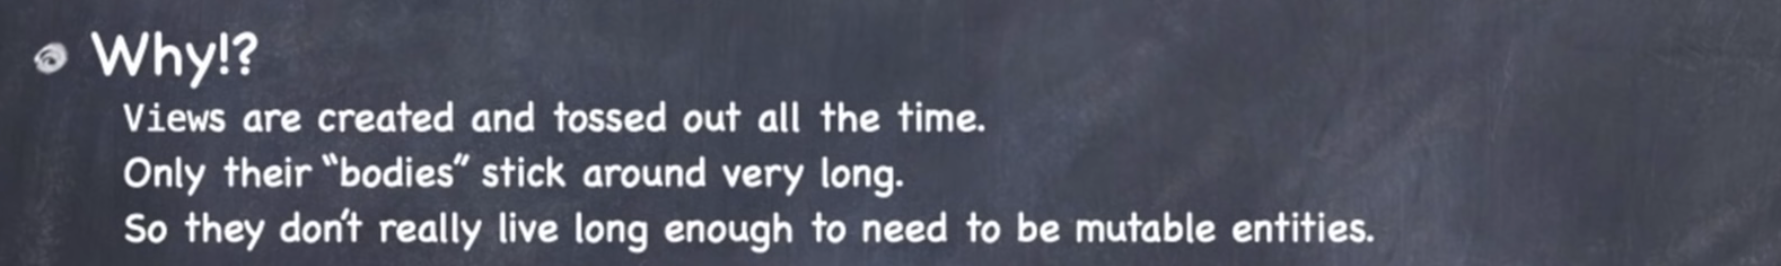 Why!?
Views are created and tossed out all the time.
Only their “bodies” stick around very long.
So they don't really live long enough to need to be mutable entities.